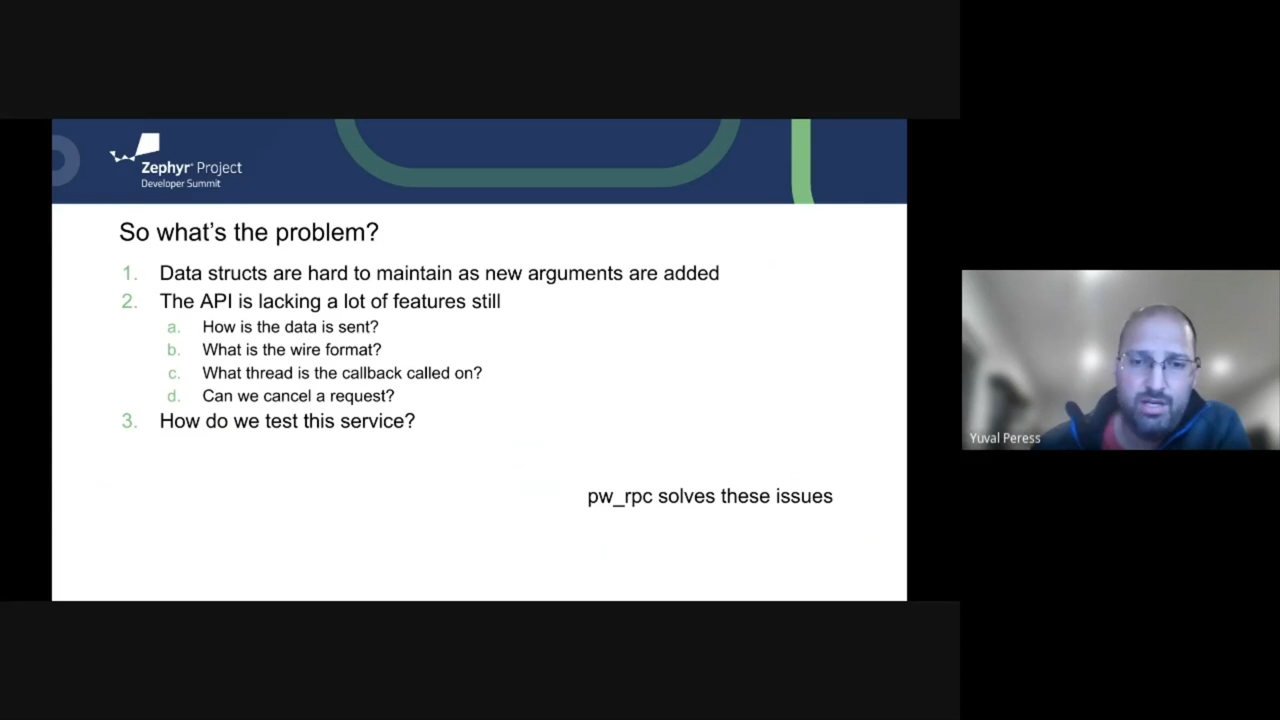 Zephyr® Project
Developer Summit
So what's the problem?
1. Data structs are hard to maintain as new arguments are added
2. The API is lacking a lot of features still
a. How is the data is sent?
b. What is the wire format?
c. What thread is the callback called on?
d. Can we cancel a request?
3. How do we test this service?
pw_rpc solves these issues
Yuval Peress